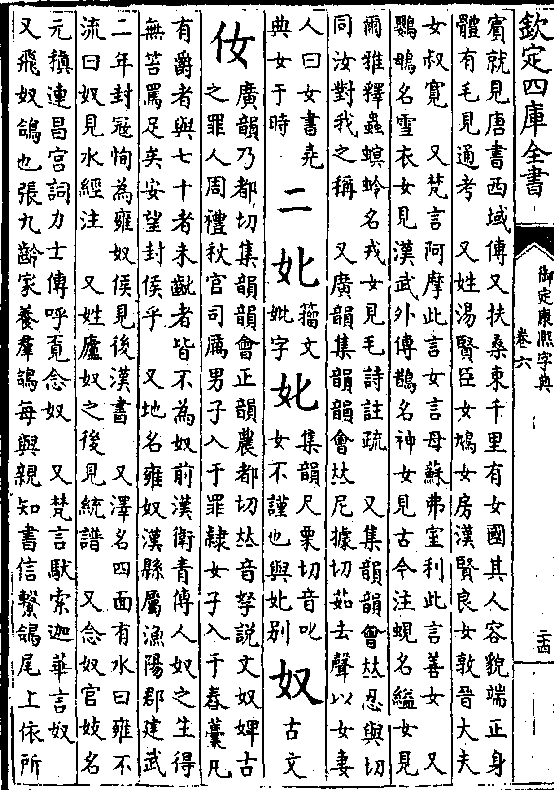 欽定四庫全書
御定康熙字典
卷六
賔就見唐書西域傳又扶桑東千里有女國其人容貌端正身
體有毛見通考　又姓湯賢臣女鳩女房漢賢良女敦晉大夫
女叔寛　又梵言阿摩此言女言母蘇弗室利此言善女　又
鸚鵡名雪衣女見漢武外傳鵲名神女見古今注蜆名縊女見
爾雅釋蟲螟蛉名戎女見毛詩註疏　又集韻韻會𠀤忍與切
同汝對我之稱　又廣韻集韻韻會𠀤尼據切茹去聲以女妻
人曰女書堯
典女于時　二　𡚧　籀文
妣字　㚰　集韻尺栗切音叱
女不謹也與妣别　奴　古文
㚢　廣韻乃都切集韻韻會正韻農都切𠀤音孥説文奴婢古
之罪人周禮秋官司厲男子入于罪隷女子入于舂藁凡
有爵者與七十者未齔者皆不為奴前漢衛青傳人奴之生得
無笞罵足矣安望封侯乎　又地名雍奴漢縣屬漁陽郡建武
二年封寇恂為雍奴侯見後漢書　又澤名四面有水曰雍不
流曰奴見水經注　又姓盧奴之後見統譜　又念奴官妓名
元稹連昌宫詞力士傳呼覓念奴　又梵言馱索迦華言奴
又飛奴鴿也張九齡家養羣鴿每與親知書信繫鴿尾上依所